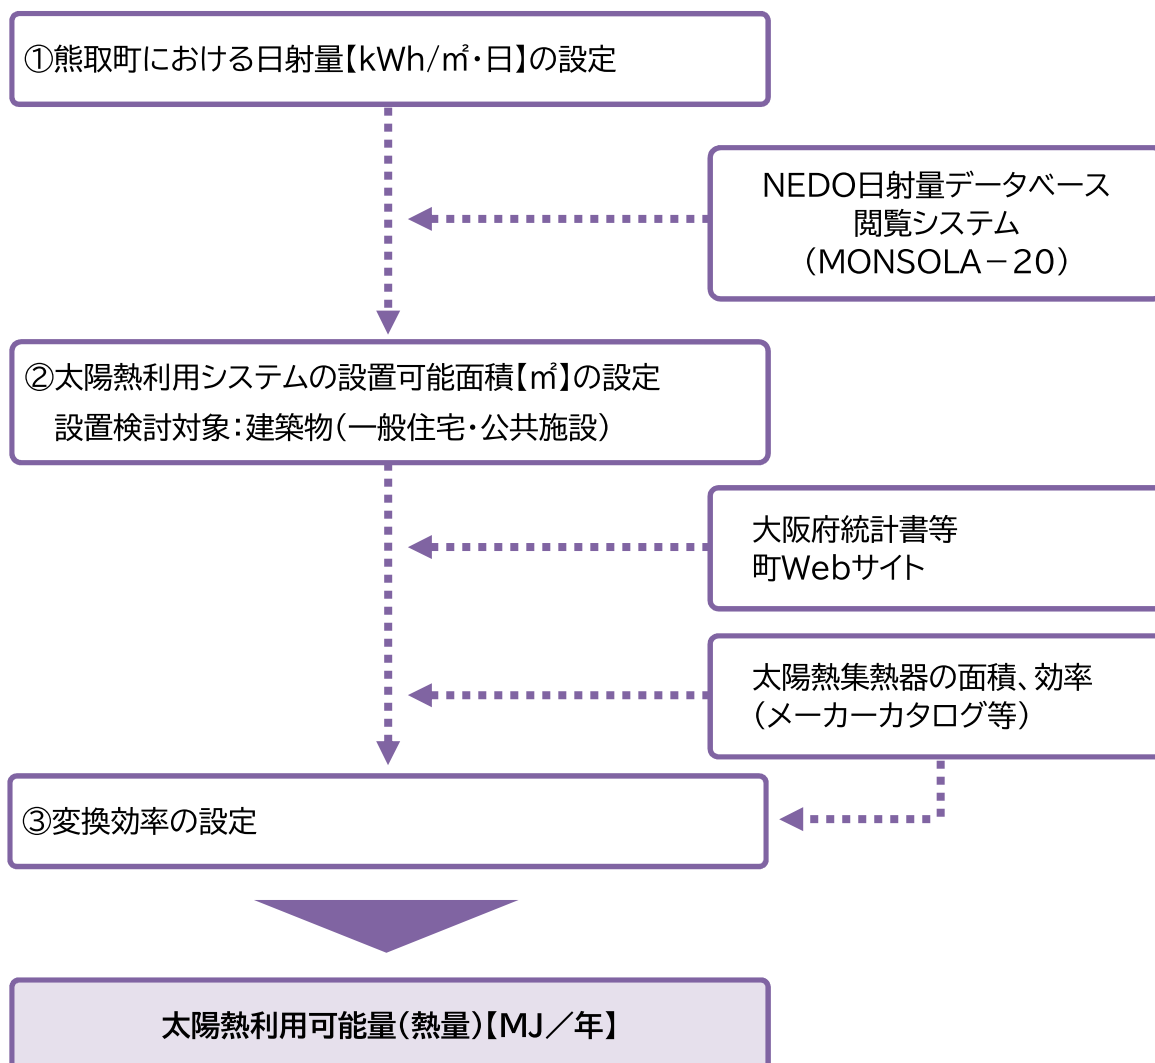 ①熊取町における日射量【kWh/㎡・日】の設定
NEDO日射量データベース
閲覧システム
（MONSOLA－20）
②太陽熱利用システムの設置可能面積【㎡】の設定
設置検討対象：建築物（一般住宅・公共施設）
大阪府統計書等
町Webサイト
太陽熱集熱器の面積、効率
（メーカーカタログ等）
③変換効率の設定
太陽熱利用可能量（熱量）【MJ／年】